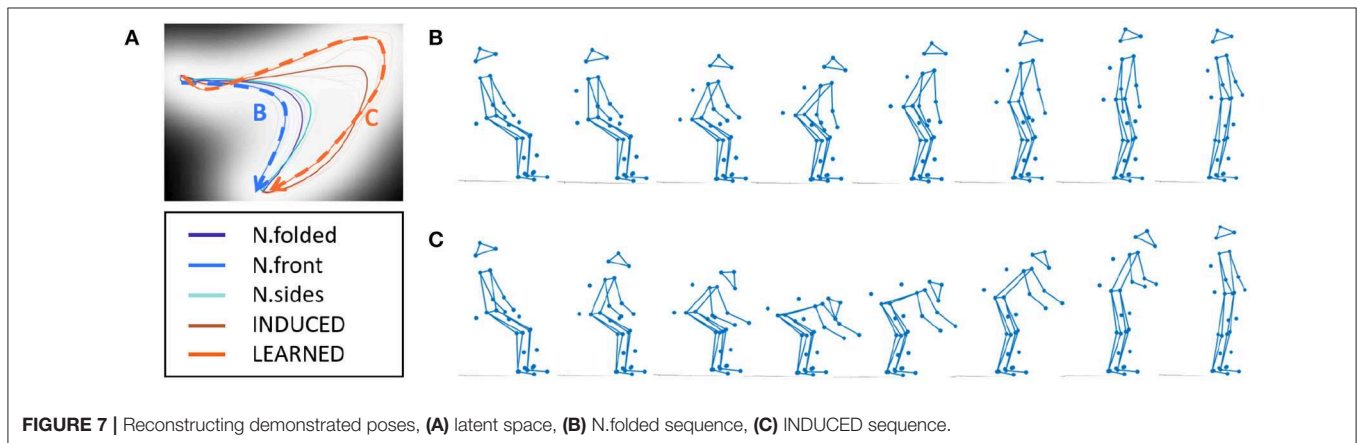 A
B
C
N.folded
N.front
N.sides
INDUCED
LEARNED
B
C
FIGURE 7 | Reconstructing demonstrated poses, (A) latent space, (B) N.folded sequence, (C) INDUCED sequence.